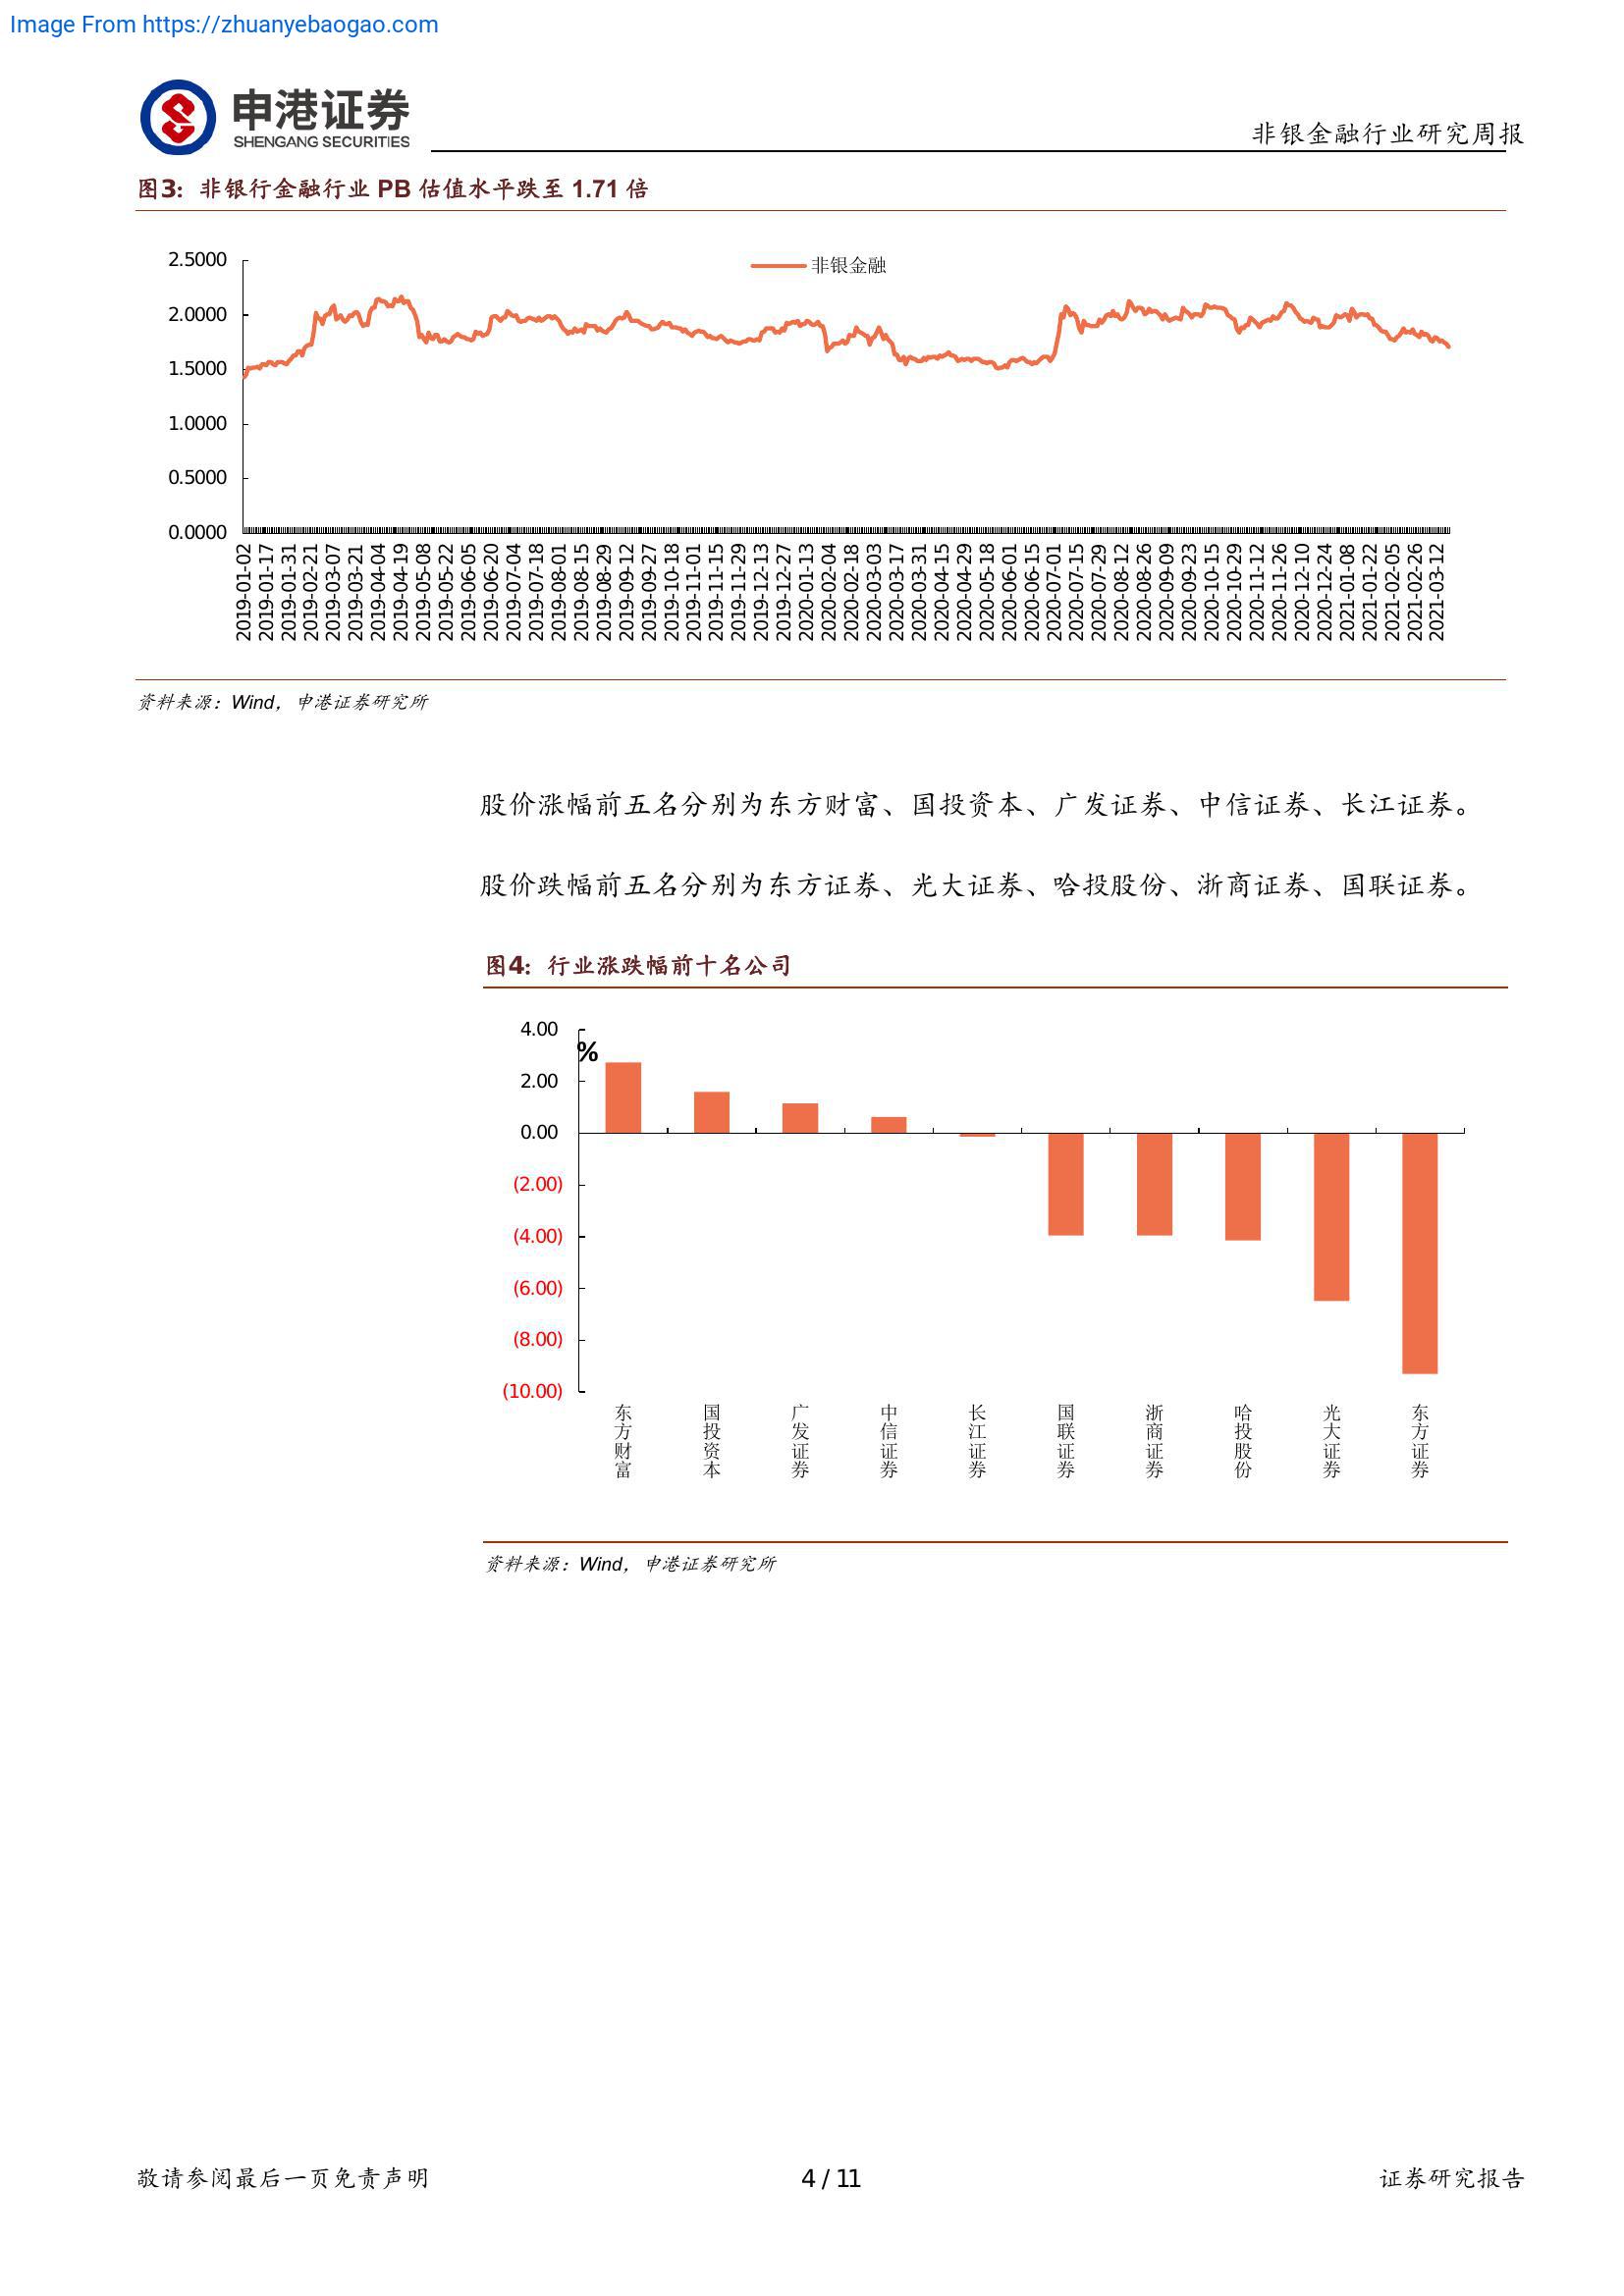 Image From https://zhuanyebaogao.com
申港证券
SHENGANG SECURITIES
非银金融行业研究周报
图3: 非银行金融行业 PB 估值水平跌至 1.71 倍
非银金融
2.5000
2.0000
1.5000
1.0000
0.5000
0.0000
2019-01-02
2019-01-17
2019-01-31
2019-02-21
2019-03-07
2019-03-21
2019-04-04
2019-04-19
2019-05-08
2019-05-22
2019-06-05
2019-06-20
2019-07-04
2019-07-18
2019-08-01
2019-08-15
2019-08-29
2019-09-12
2019-09-27
2019-10-18
2019-11-01
2019-11-15
2019-11-29
2019-12-13
2019-12-27
2020-01-13
2020-02-04
2020-02-18
2020-03-03
2020-03-17
2020-03-31
2020-04-15
2020-04-29
2020-05-18
2020-06-01
2020-06-15
2020-07-01
2020-07-15
2020-07-29
2020-08-12
2020-08-26
2020-09-09
2020-09-23
2020-10-15
2020-10-29
2020-11-12
2020-11-26
2020-12-10
2020-12-24
2021-01-08
2021-01-22
2021-02-05
2021-02-26
2021-03-12
资料来源：Wind，申港证券研究所
股价涨幅前五名分别为东方财富、国投资本、广发证券、中信证券、长江证券。
股价跌幅前五名分别为东方证券、光大证券、哈投股份、浙商证券、国联证券。
图4: 行业涨跌幅前十名公司
%
4.00
2.00
0.00
(2.00)
(4.00)
(6.00)
(8.00)
(10.00)
东方财富
国投资本
广发证券
中信证券
长江证券
国联证券
浙商证券
哈投股份
光大证券
东方证券
资料来源：Wind，申港证券研究所
敬请参阅最后一页免责声明
4 / 11
证券研究报告